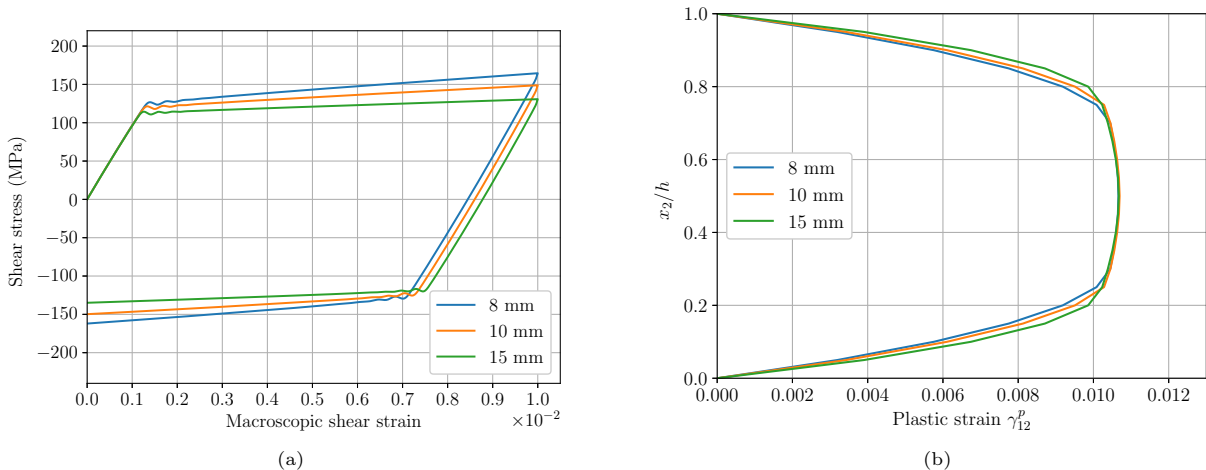 200
150
100
50
0
−50
−100
−150
−200
Shear stress (MPa)
8 mm
10 mm
15 mm
0.0 0.1 0.2 0.3 0.4 0.5 0.6 0.7 0.8 0.9 1.0
Macroscopic shear strain
×10⁻²
(a)
1.0
0.8
0.6
0.4
0.2
0.0
x₂/h
8 mm
10 mm
15 mm
0.000 0.002 0.004 0.006 0.008 0.010 0.012
Plastic strain γ₁₂ᵖ
(b)